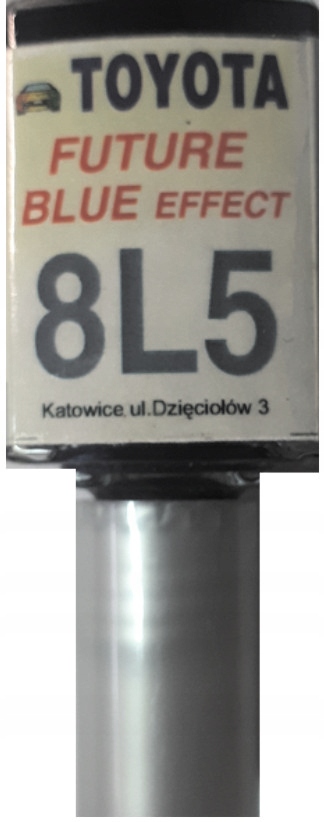 TOYOTA
FUTURE
BLUE EFFECT
8L5
Katowice ul.Dzięciołów 3